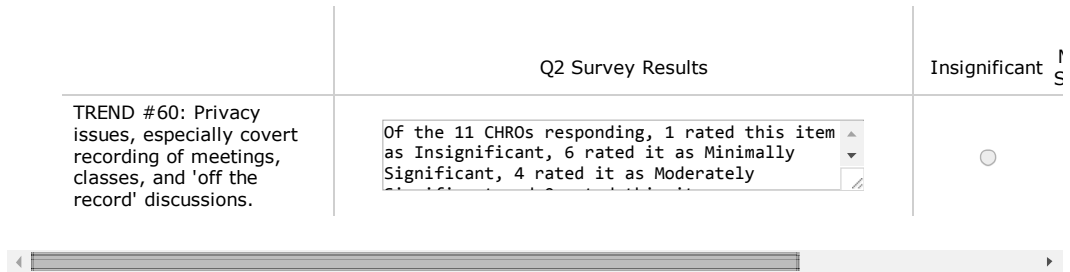 Q2 Survey Results
Insignificant
TREND #60: Privacy
issues, especially covert
recording of meetings,
classes, and 'off the
record' discussions.
Of the 11 CHROs responding, 1 rated this item
as Insignificant, 6 rated it as Minimally
Significant, 4 rated it as Moderately